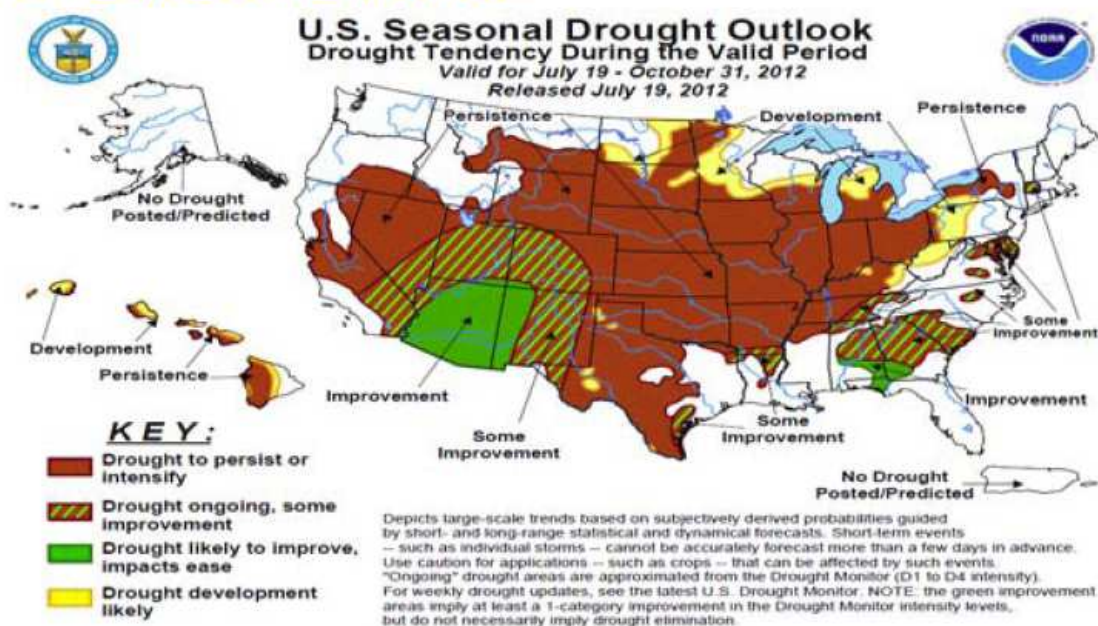 U.S. Seasonal Drought Outlook
Drought Tendency During the Valid Period
Valid for July 19 - October 31, 2012
Released July 19, 2012
NOAA
Persistence
Development
Persistence
No Drought
Posted/Predicted
Development
Persistence
Improvement
Some
Improvement
Some
Improvement
Some
Improvement
Improvement
No Drought
Posted/Predicted
KEY:
Drought to persist or
intensify
Drought ongoing, some
improvement
Drought likely to improve,
impacts ease
Drought development
likely
Depicts large-scale trends based on subjectively derived probabilities guided
by short- and long-range statistical and dynamical forecasts. Short-term events
-- such as individual storms -- cannot be accurately forecast more than a few days in advance.
Use caution for applications -- such as crops -- that can be affected by such events.
"Ongoing" drought areas are approximated from the Drought Monitor (D1 to D4 intensity).
For weekly drought updates, see the latest U.S. Drought Monitor. NOTE: the green improvement
areas imply at least a 1-category improvement in the Drought Monitor intensity levels,
but do not necessarily imply drought elimination.